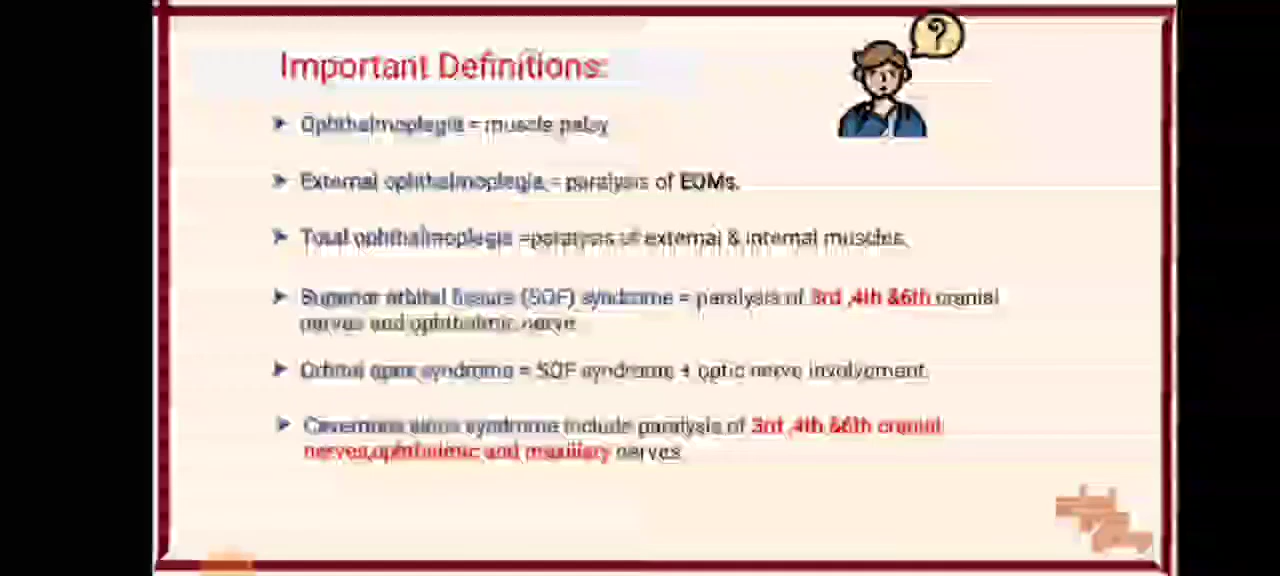 Important Definitions:
?
➤ Ophthalmoplegia = muscle palsy
➤ External ophthalmoplegia = paralysis of EOMs.
➤ Total ophthalmoplegia =paralysis of external & internal muscles.
➤ Superior orbital fissure (SOF) syndrome = paralysis of 3rd ,4th &6th cranial
nerves and ophthalmic nerve
➤ Orbital apex syndrome = SOF syndrome + optic nerve involvement.
➤ Cavernous sinus syndrome include paralysis of 3rd ,4th &6th cranial
nerves,ophthalmic and maxillary nerves